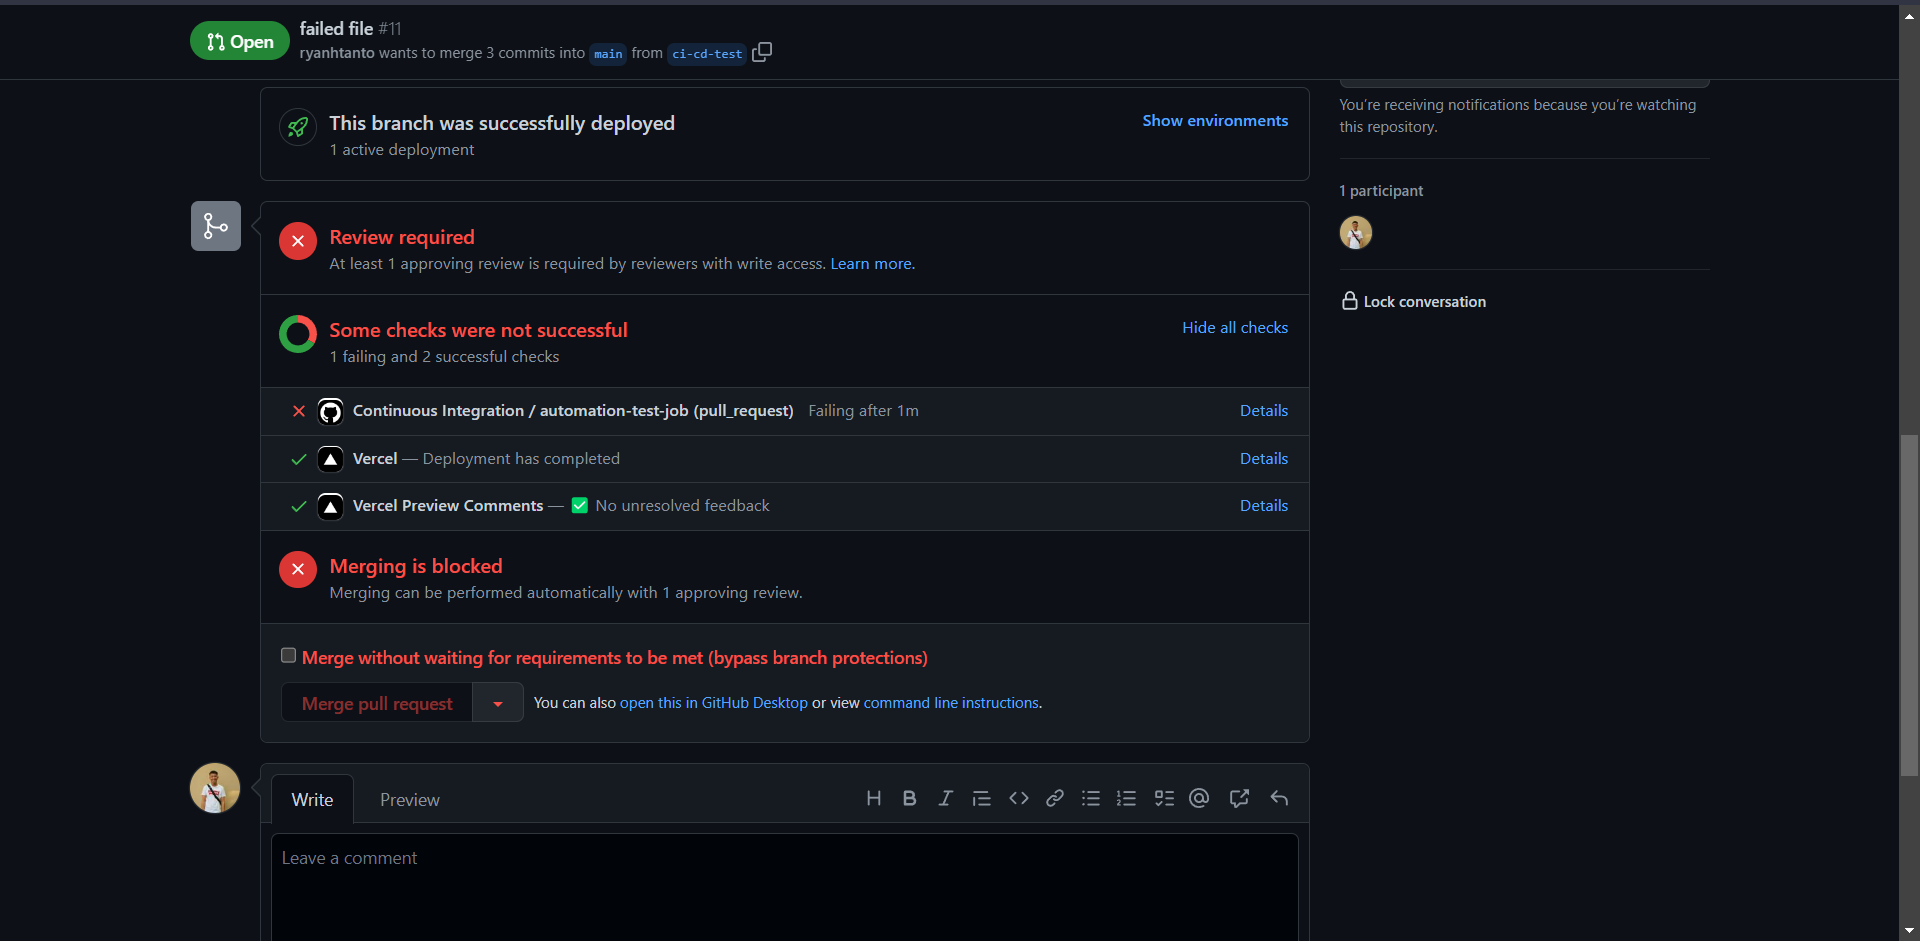 Open
failed file #11
ryanhtanto wants to merge 3 commits into main from ci-cd-test
This branch was successfully deployed
Show environments
1 active deployment
You're receiving notifications because you're watching
this repository.
1 participant
Lock conversation
Review required
At least 1 approving review is required by reviewers with write access. Learn more.
Some checks were not successful
Hide all checks
1 failing and 2 successful checks
Continuous Integration / automation-test-job (pull_request) Failing after 1m Details
Vercel — Deployment has completed Details
Vercel Preview Comments — ✅ No unresolved feedback Details
Merging is blocked
Merging can be performed automatically with 1 approving review.
Merge without waiting for requirements to be met (bypass branch protections)
Merge pull request
You can also open this in GitHub Desktop or view command line instructions.
Write Preview
Leave a comment